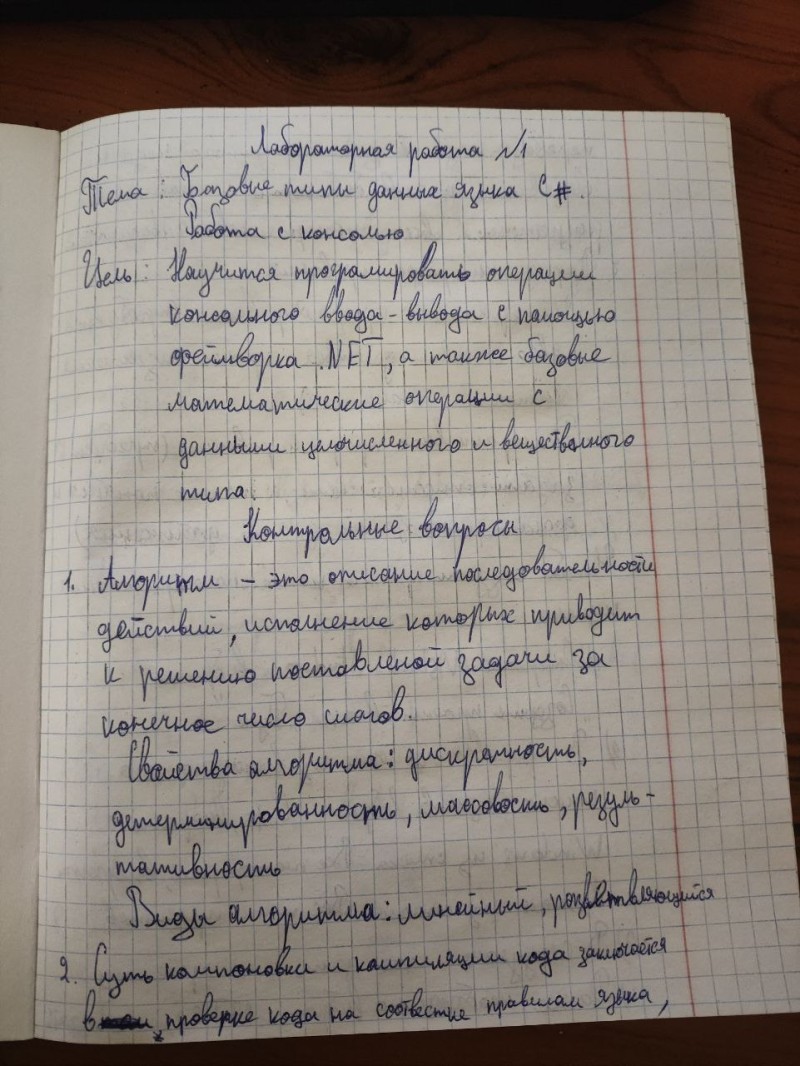 Лабораторная работа №1
Тема: Базовые типы данных языка C#.
Работа с консолью
Цель: Научится програмировать операции
консольного ввода-вывода с помощью
фреймворка .NET, а также базовые
математические операции с
данными целочисленного и вещественного
типа.
Контрольные вопросы
1. Алгоритм – это описание последовательности
действий, исполнение которых приводит
к решению поставленой задачи за
конечное число шагов.
Свойства алгоритма: дискретность,
детерминированность, массовость, резуль-
тативность
Виды алгоритма: линейный, разветвляющийся
2. Суть компоновки и компиляции кода заключается
в проверке кода на соотвестие правилам языка,